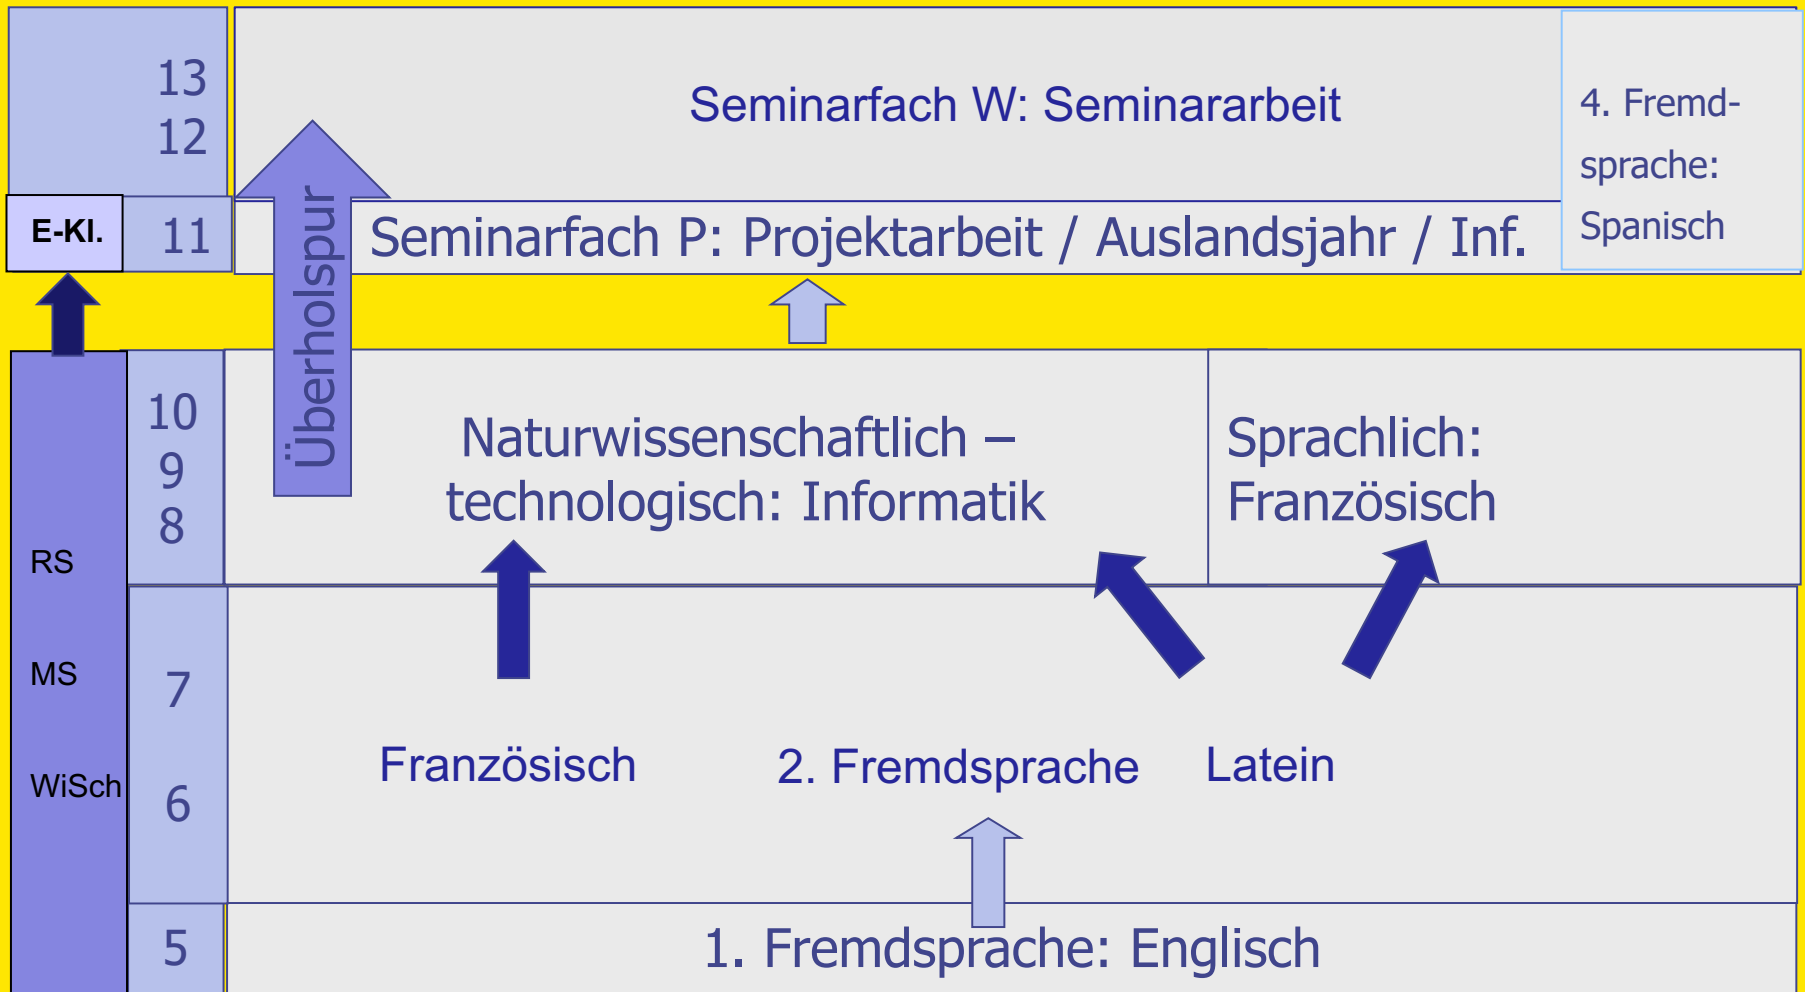 13
12
Seminarfach W: Seminararbeit
4. Fremd-
sprache:
Spanisch
E-Kl.
11
Seminarfach P: Projektarbeit / Auslandsjahr / Inf.
Überholspur
10
9
8
Naturwissenschaftlich –
technologisch: Informatik
Sprachlich:
Französisch
RS
MS
WiSch
7
6
Französisch
2. Fremdsprache
Latein
5
1. Fremdsprache: Englisch